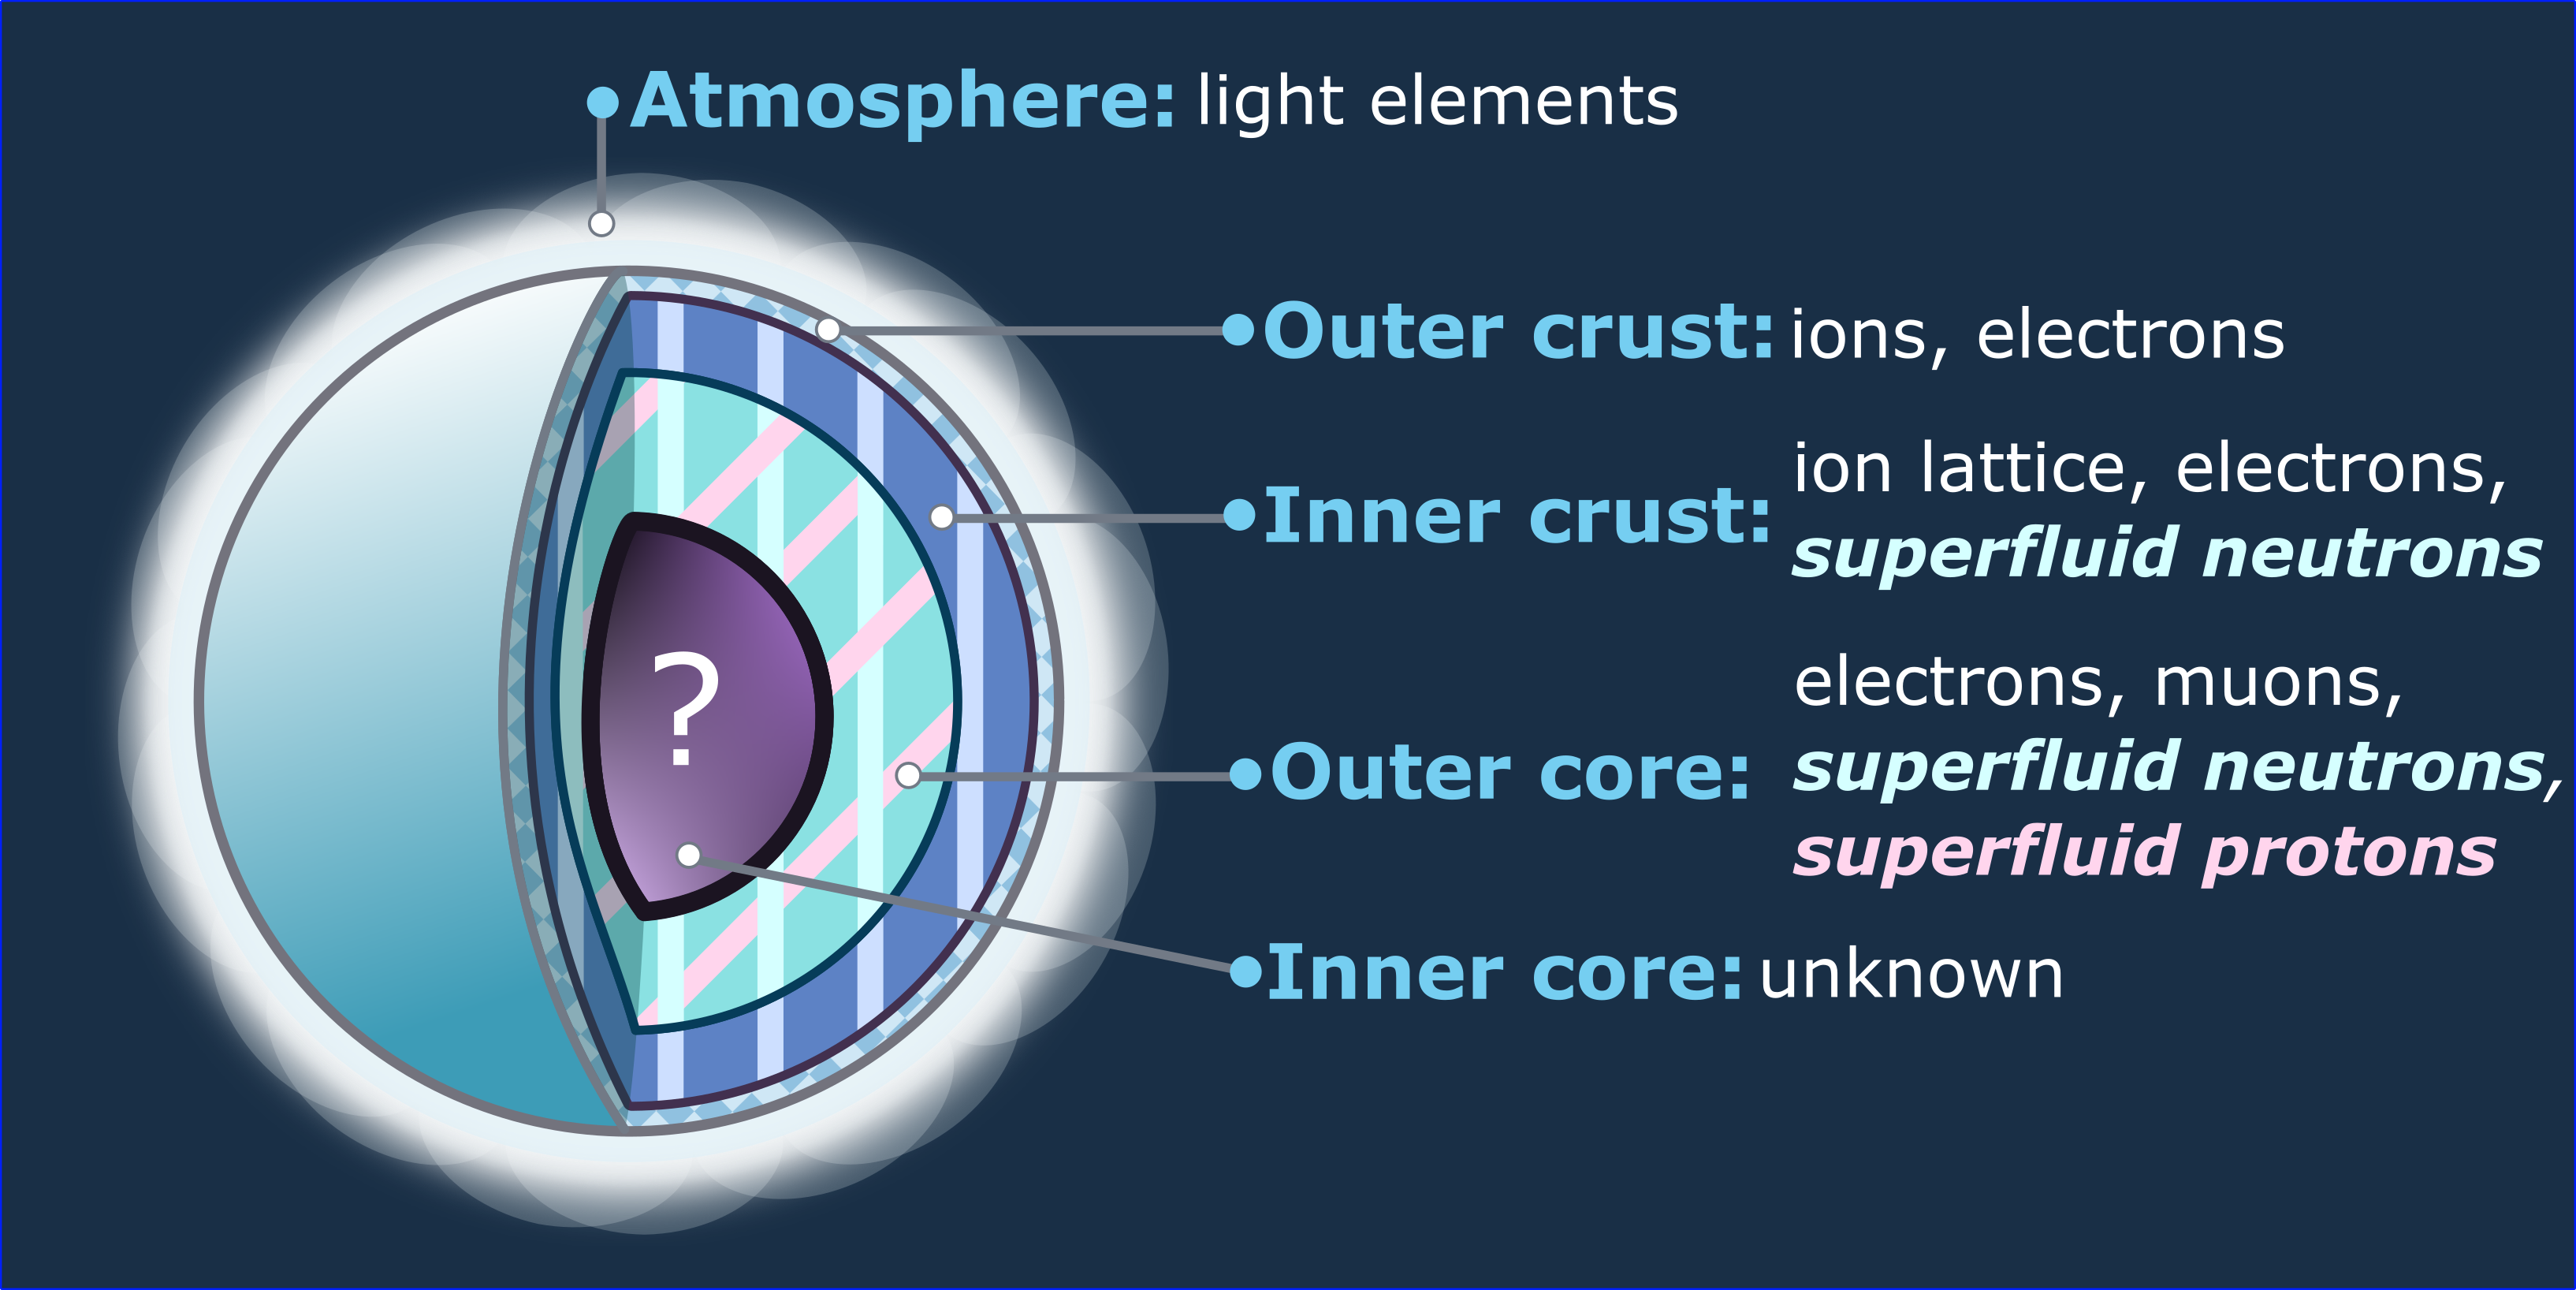 Atmosphere: light elements
Outer crust: ions, electrons
Inner crust: ion lattice, electrons,
superfluid neutrons
Outer core: electrons, muons,
superfluid neutrons,
superfluid protons
?
Inner core: unknown